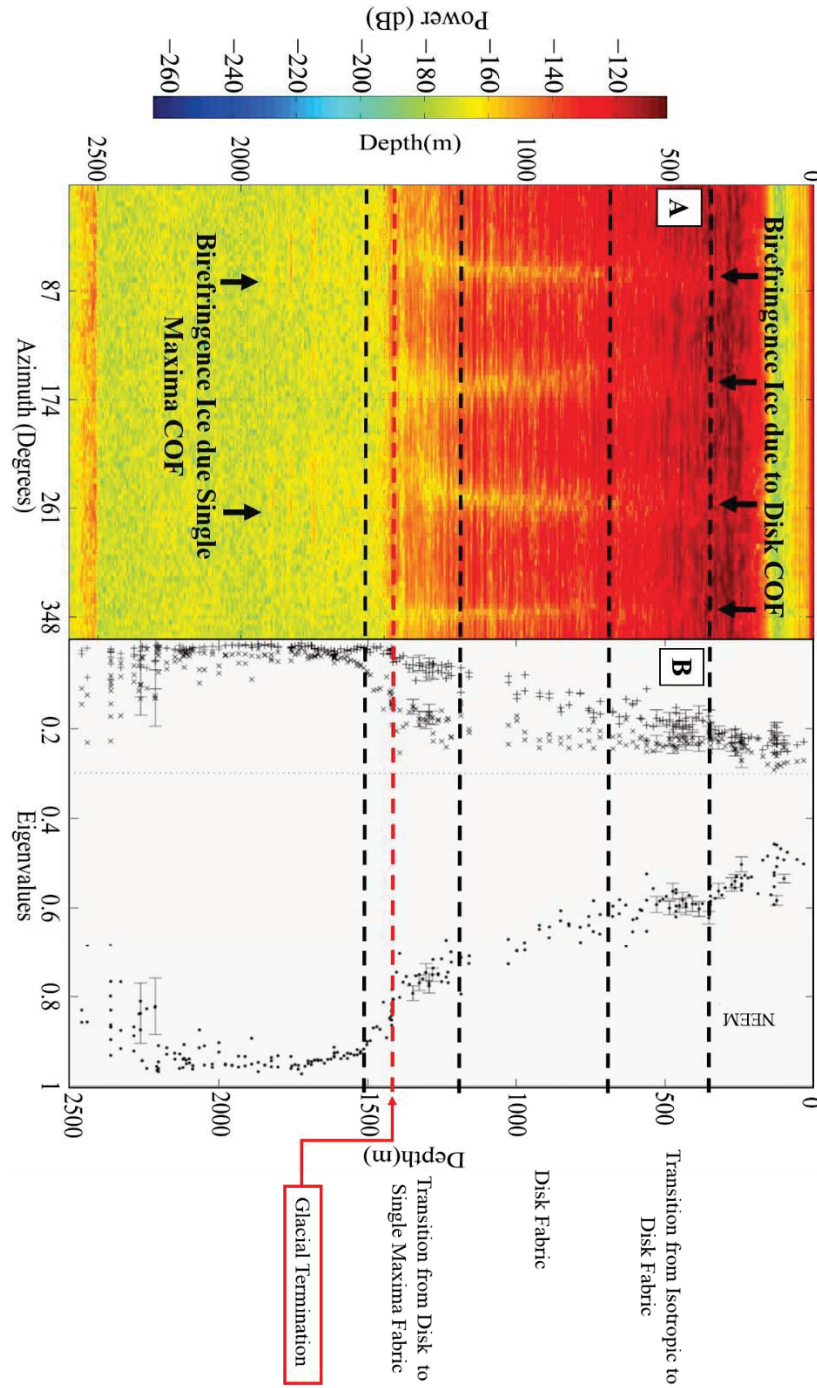 Power (dB)
−260
−240
−220
−200
−180
−160
−140
−120
Depth(m)
2500
2000
1000
500
0
A
Birefringence Ice due to Disk COF
Birefringence Ice due Single
Maxima COF
87
174
261
348
Azimuth (Degrees)
B
0.2
0.4
0.6
0.8
1
Eigenvalues
NEEM
2500
2000
1500
1000
500
0
Depth(m)
Transition from Isotropic to
Disk Fabric
Disk Fabric
Transition from Disk to
Single Maxima Fabric
Glacial Termination